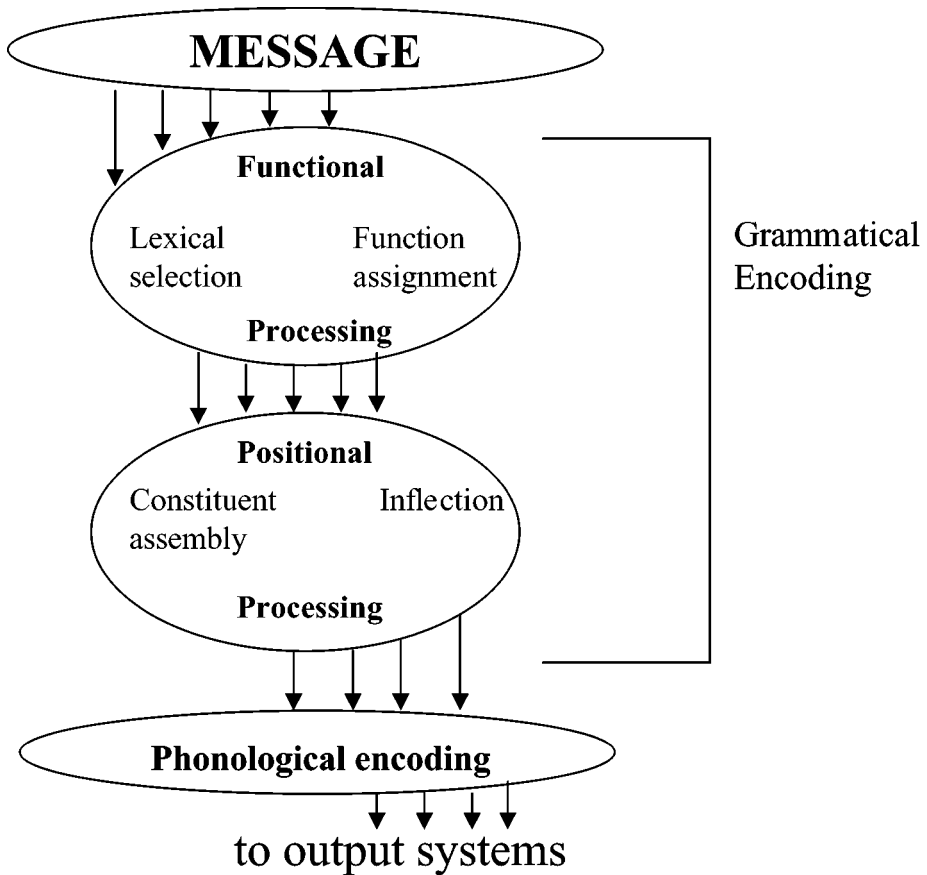 MESSAGE
Functional
Lexical
selection
Function
assignment
Processing
Grammatical
Encoding
Positional
Constituent
assembly
Inflection
Processing
Phonological encoding
to output systems